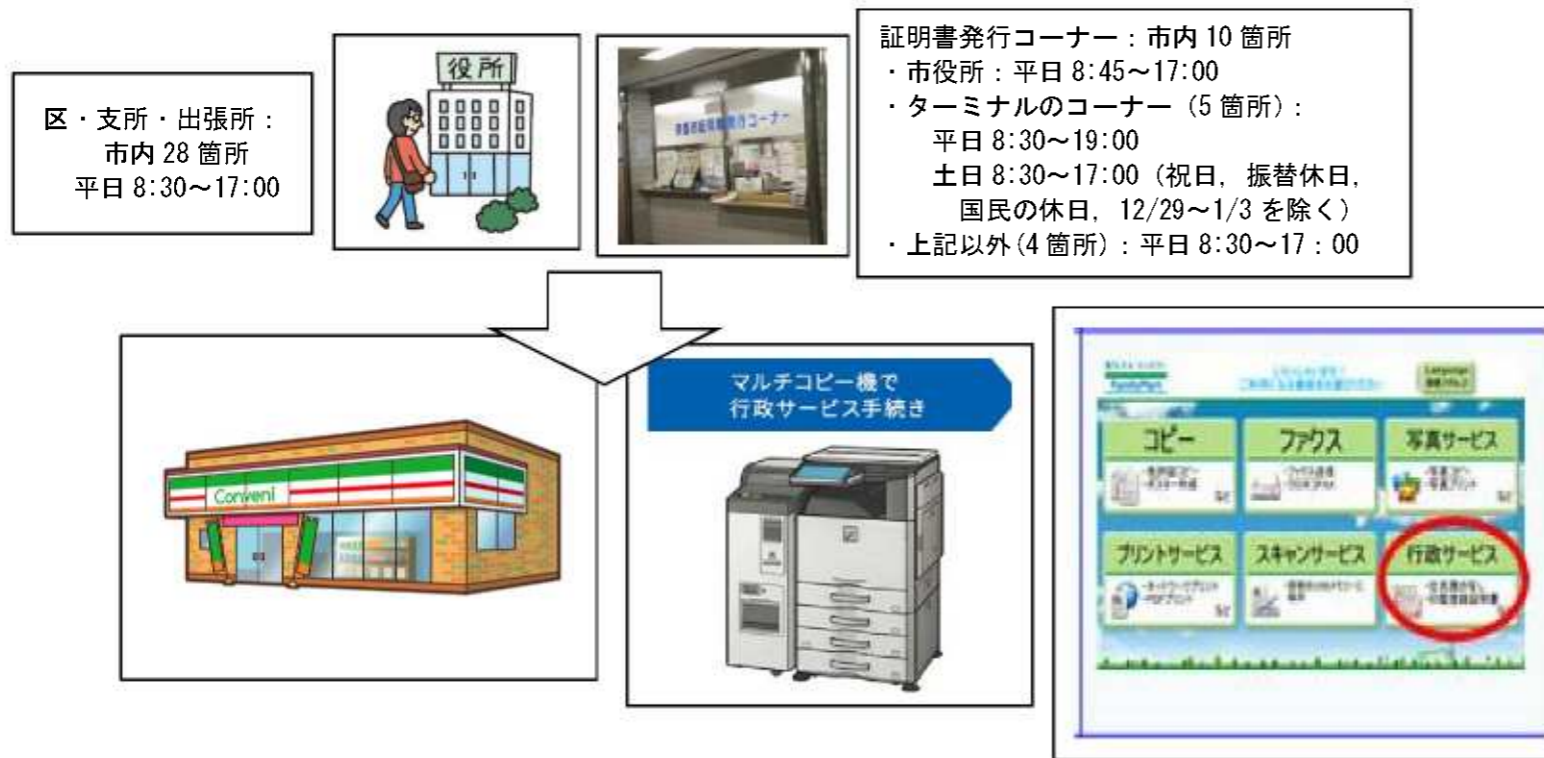 区・支所・出張所：
市内 28 箇所
平日 8:30～17:00
役所
証明書発行コーナー：市内 10 箇所
・市役所：平日 8:45～17:00
・ターミナルのコーナー（5 箇所）：
平日 8:30～19:00
土日 8:30～17:00（祝日，振替休日，
国民の休日，12/29～1/3 を除く）
・上記以外(4 箇所)：平日 8:30～17：00
Conveni
マルチコピー機で
行政サービス手続き
FamilyMart
Language
コピー
ファクス
写真サービス
プリントサービス
スキャンサービス
行政サービス